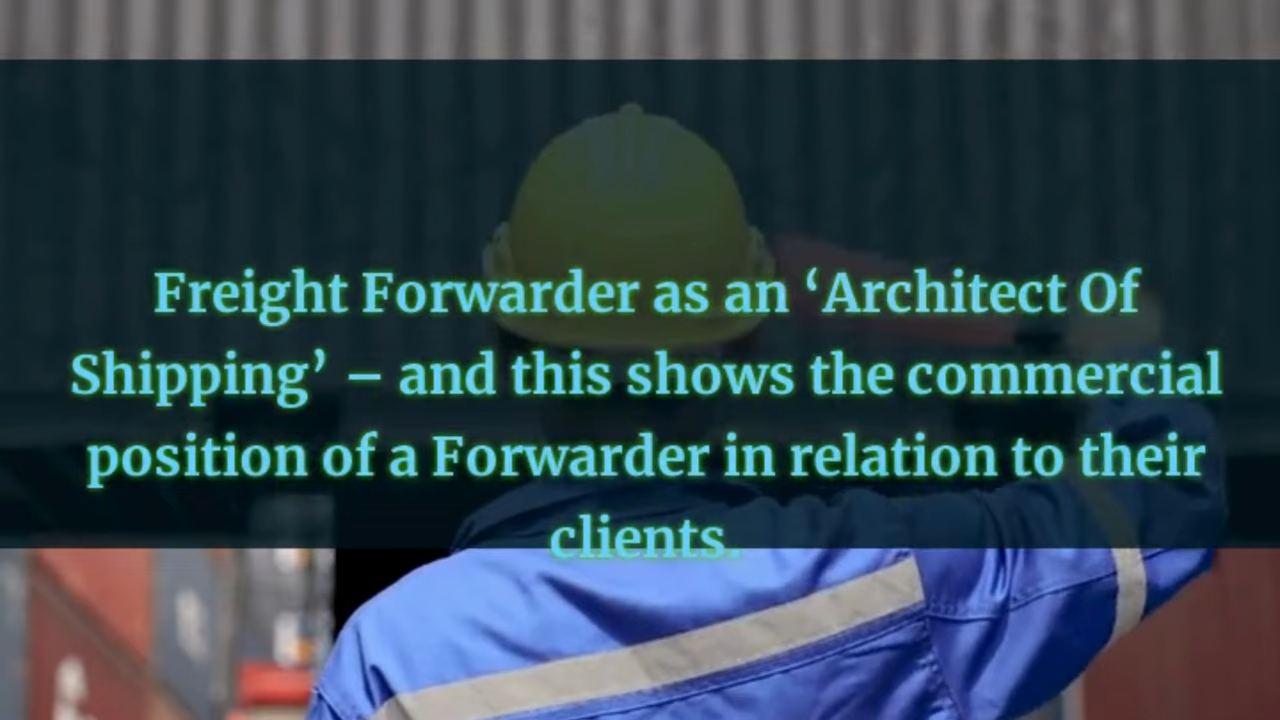 Freight Forwarder as an ‘Architect Of
Shipping’ – and this shows the commercial
position of a Forwarder in relation to their
clients.